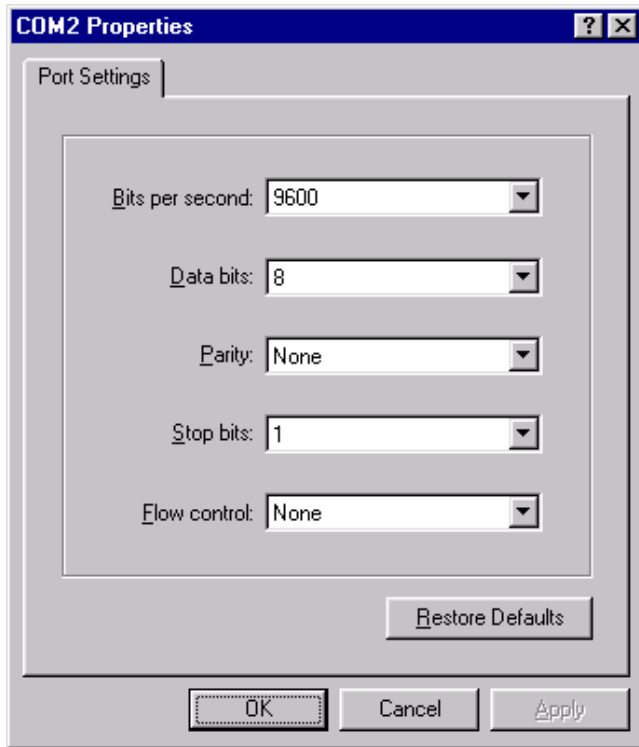 COM2 Properties
Port Settings
Bits per second: 9600
Data bits: 8
Parity: None
Stop bits: 1
Flow control: None
Restore Defaults
OK Cancel Apply